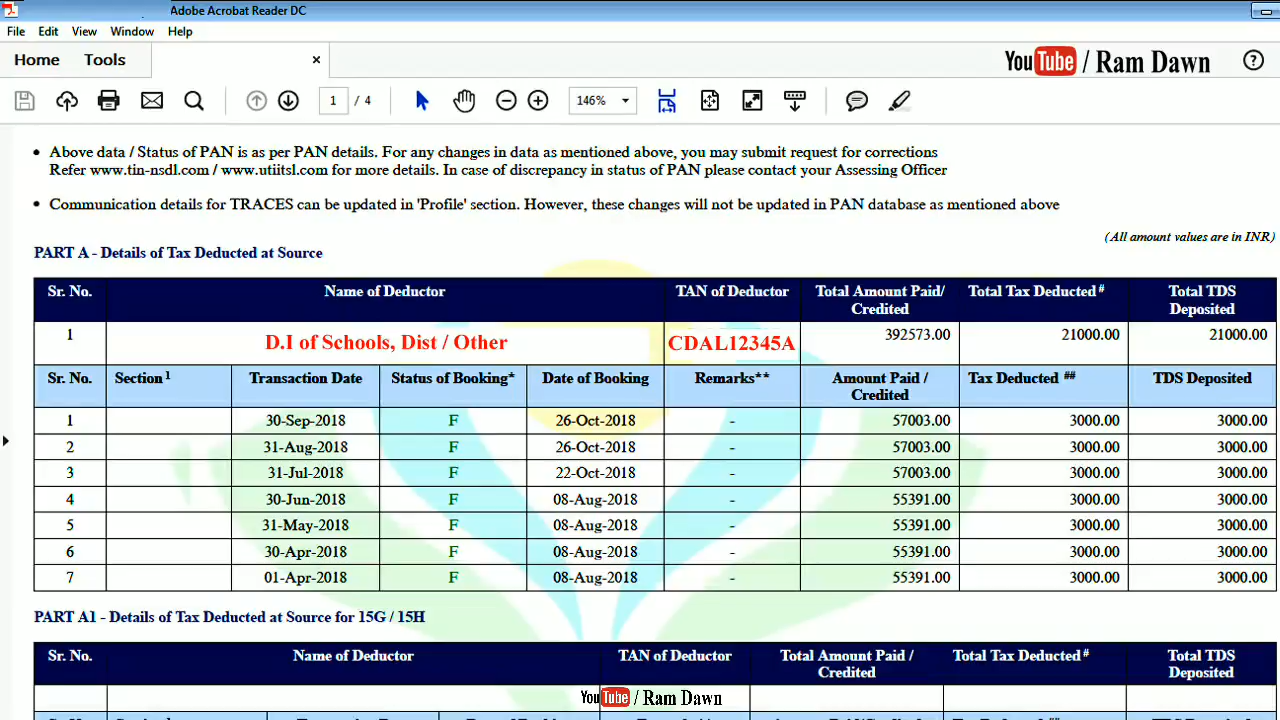 Adobe Acrobat Reader DC
File Edit View Window Help
Home Tools × YouTube / Ram Dawn ?
1 / 4 146%
• Above data / Status of PAN is as per PAN details. For any changes in data as mentioned above, you may submit request for corrections
Refer www.tin-nsdl.com / www.utiitsl.com for more details. In case of discrepancy in status of PAN please contact your Assessing Officer
• Communication details for TRACES can be updated in 'Profile' section. However, these changes will not be updated in PAN database as mentioned above
(All amount values are in INR)
PART A - Details of Tax Deducted at Source
Sr. No. Name of Deductor TAN of Deductor Total Amount Paid/ Credited Total Tax Deducted# Total TDS Deposited
1 D.I of Schools, Dist / Other CDAL12345A 392573.00 21000.00 21000.00
Sr. No. Section1 Transaction Date Status of Booking* Date of Booking Remarks** Amount Paid / Credited Tax Deducted ## TDS Deposited
1 30-Sep-2018 F 26-Oct-2018 - 57003.00 3000.00 3000.00
2 31-Aug-2018 F 26-Oct-2018 - 57003.00 3000.00 3000.00
3 31-Jul-2018 F 22-Oct-2018 - 57003.00 3000.00 3000.00
4 30-Jun-2018 F 08-Aug-2018 - 55391.00 3000.00 3000.00
5 31-May-2018 F 08-Aug-2018 - 55391.00 3000.00 3000.00
6 30-Apr-2018 F 08-Aug-2018 - 55391.00 3000.00 3000.00
7 01-Apr-2018 F 08-Aug-2018 - 55391.00 3000.00 3000.00
PART A1 - Details of Tax Deducted at Source for 15G / 15H
Sr. No. Name of Deductor TAN of Deductor Total Amount Paid / Credited Total Tax Deducted# Total TDS Deposited
YouTube / Ram Dawn